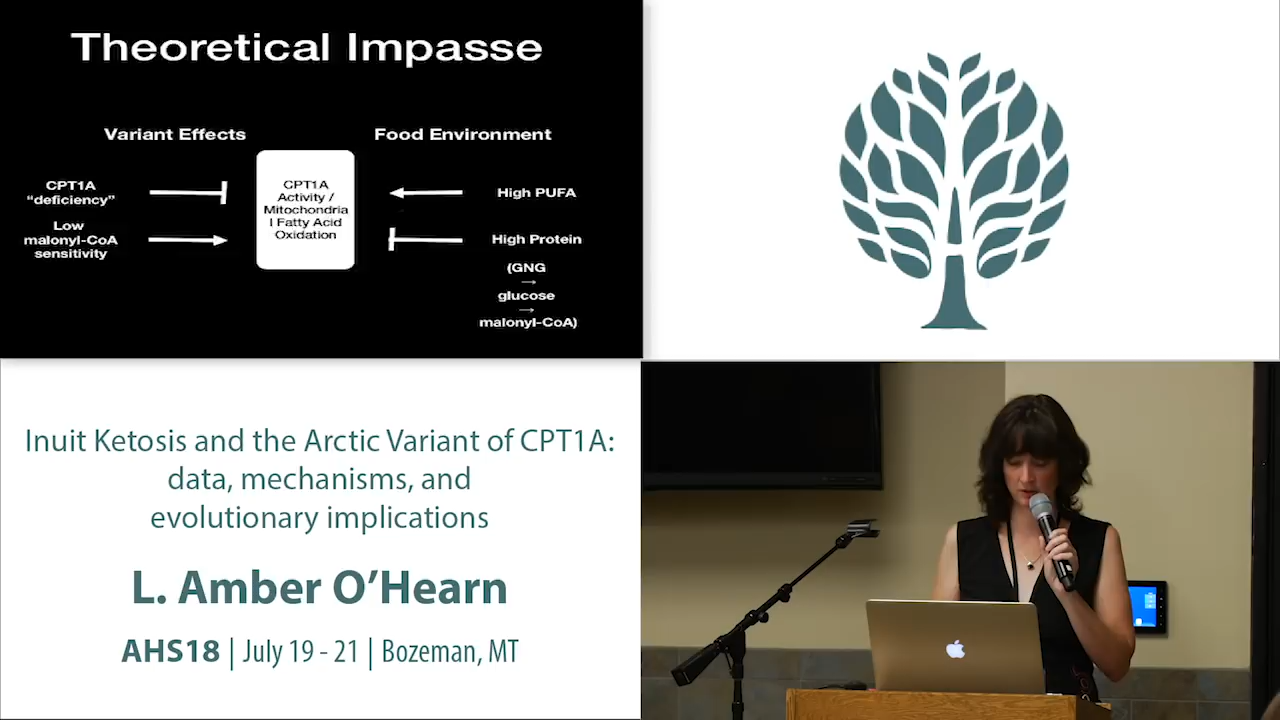 Theoretical Impasse
Variant Effects
Food Environment
CPT1A
"deficiency"
Low
malonyl-CoA
sensitivity
CPT1A
Activity /
Mitochondria
l Fatty Acid
Oxidation
High PUFA
High Protein
(GNG
→
glucose
→
malonyl-CoA)
Inuit Ketosis and the Arctic Variant of CPT1A:
data, mechanisms, and
evolutionary implications
L. Amber O'Hearn
AHS18 | July 19 - 21 | Bozeman, MT